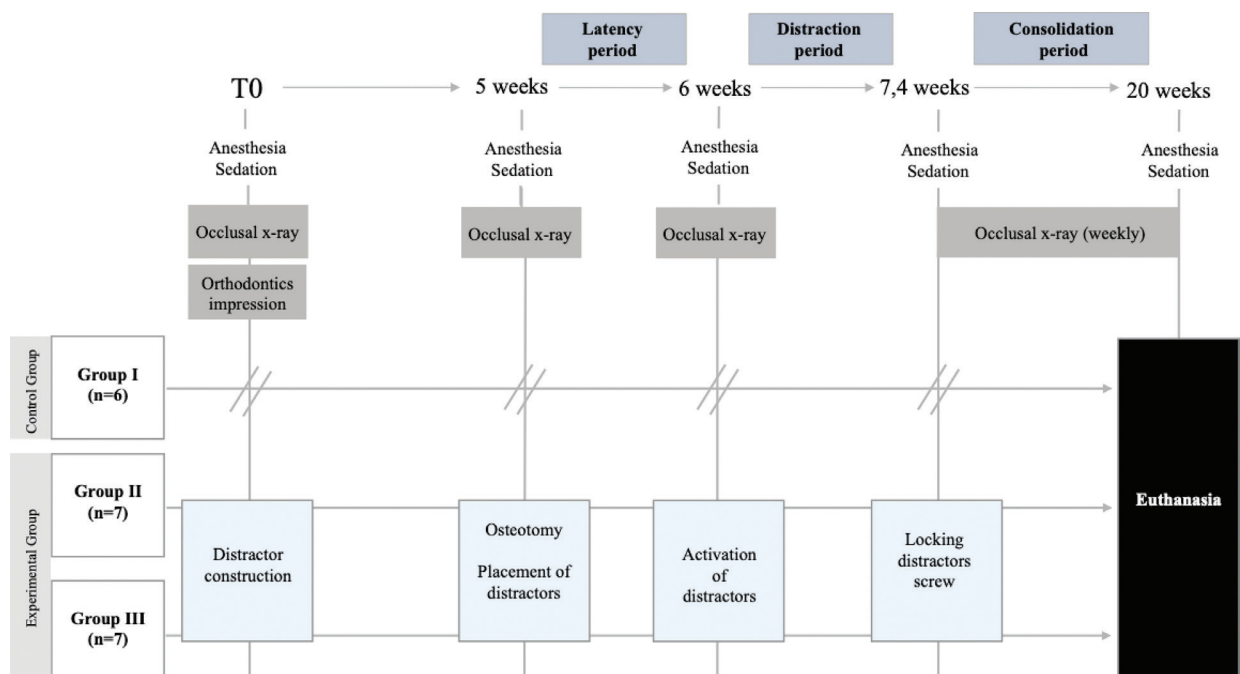 Latency
period
Distraction
period
Consolidation
period
T0
5 weeks
6 weeks
7,4 weeks
20 weeks
Anesthesia
Sedation
Anesthesia
Sedation
Anesthesia
Sedation
Anesthesia
Sedation
Anesthesia
Sedation
Occlusal x-ray
Occlusal x-ray
Occlusal x-ray
Occlusal x-ray (weekly)
Orthodontics
impression
Control Group
Group I
(n=6)
Experimental Group
Group II
(n=7)
Group III
(n=7)
Distractor
construction
Osteotomy
Placement of
distractors
Activation
of
distractors
Locking
distractors
screw
Euthanasia